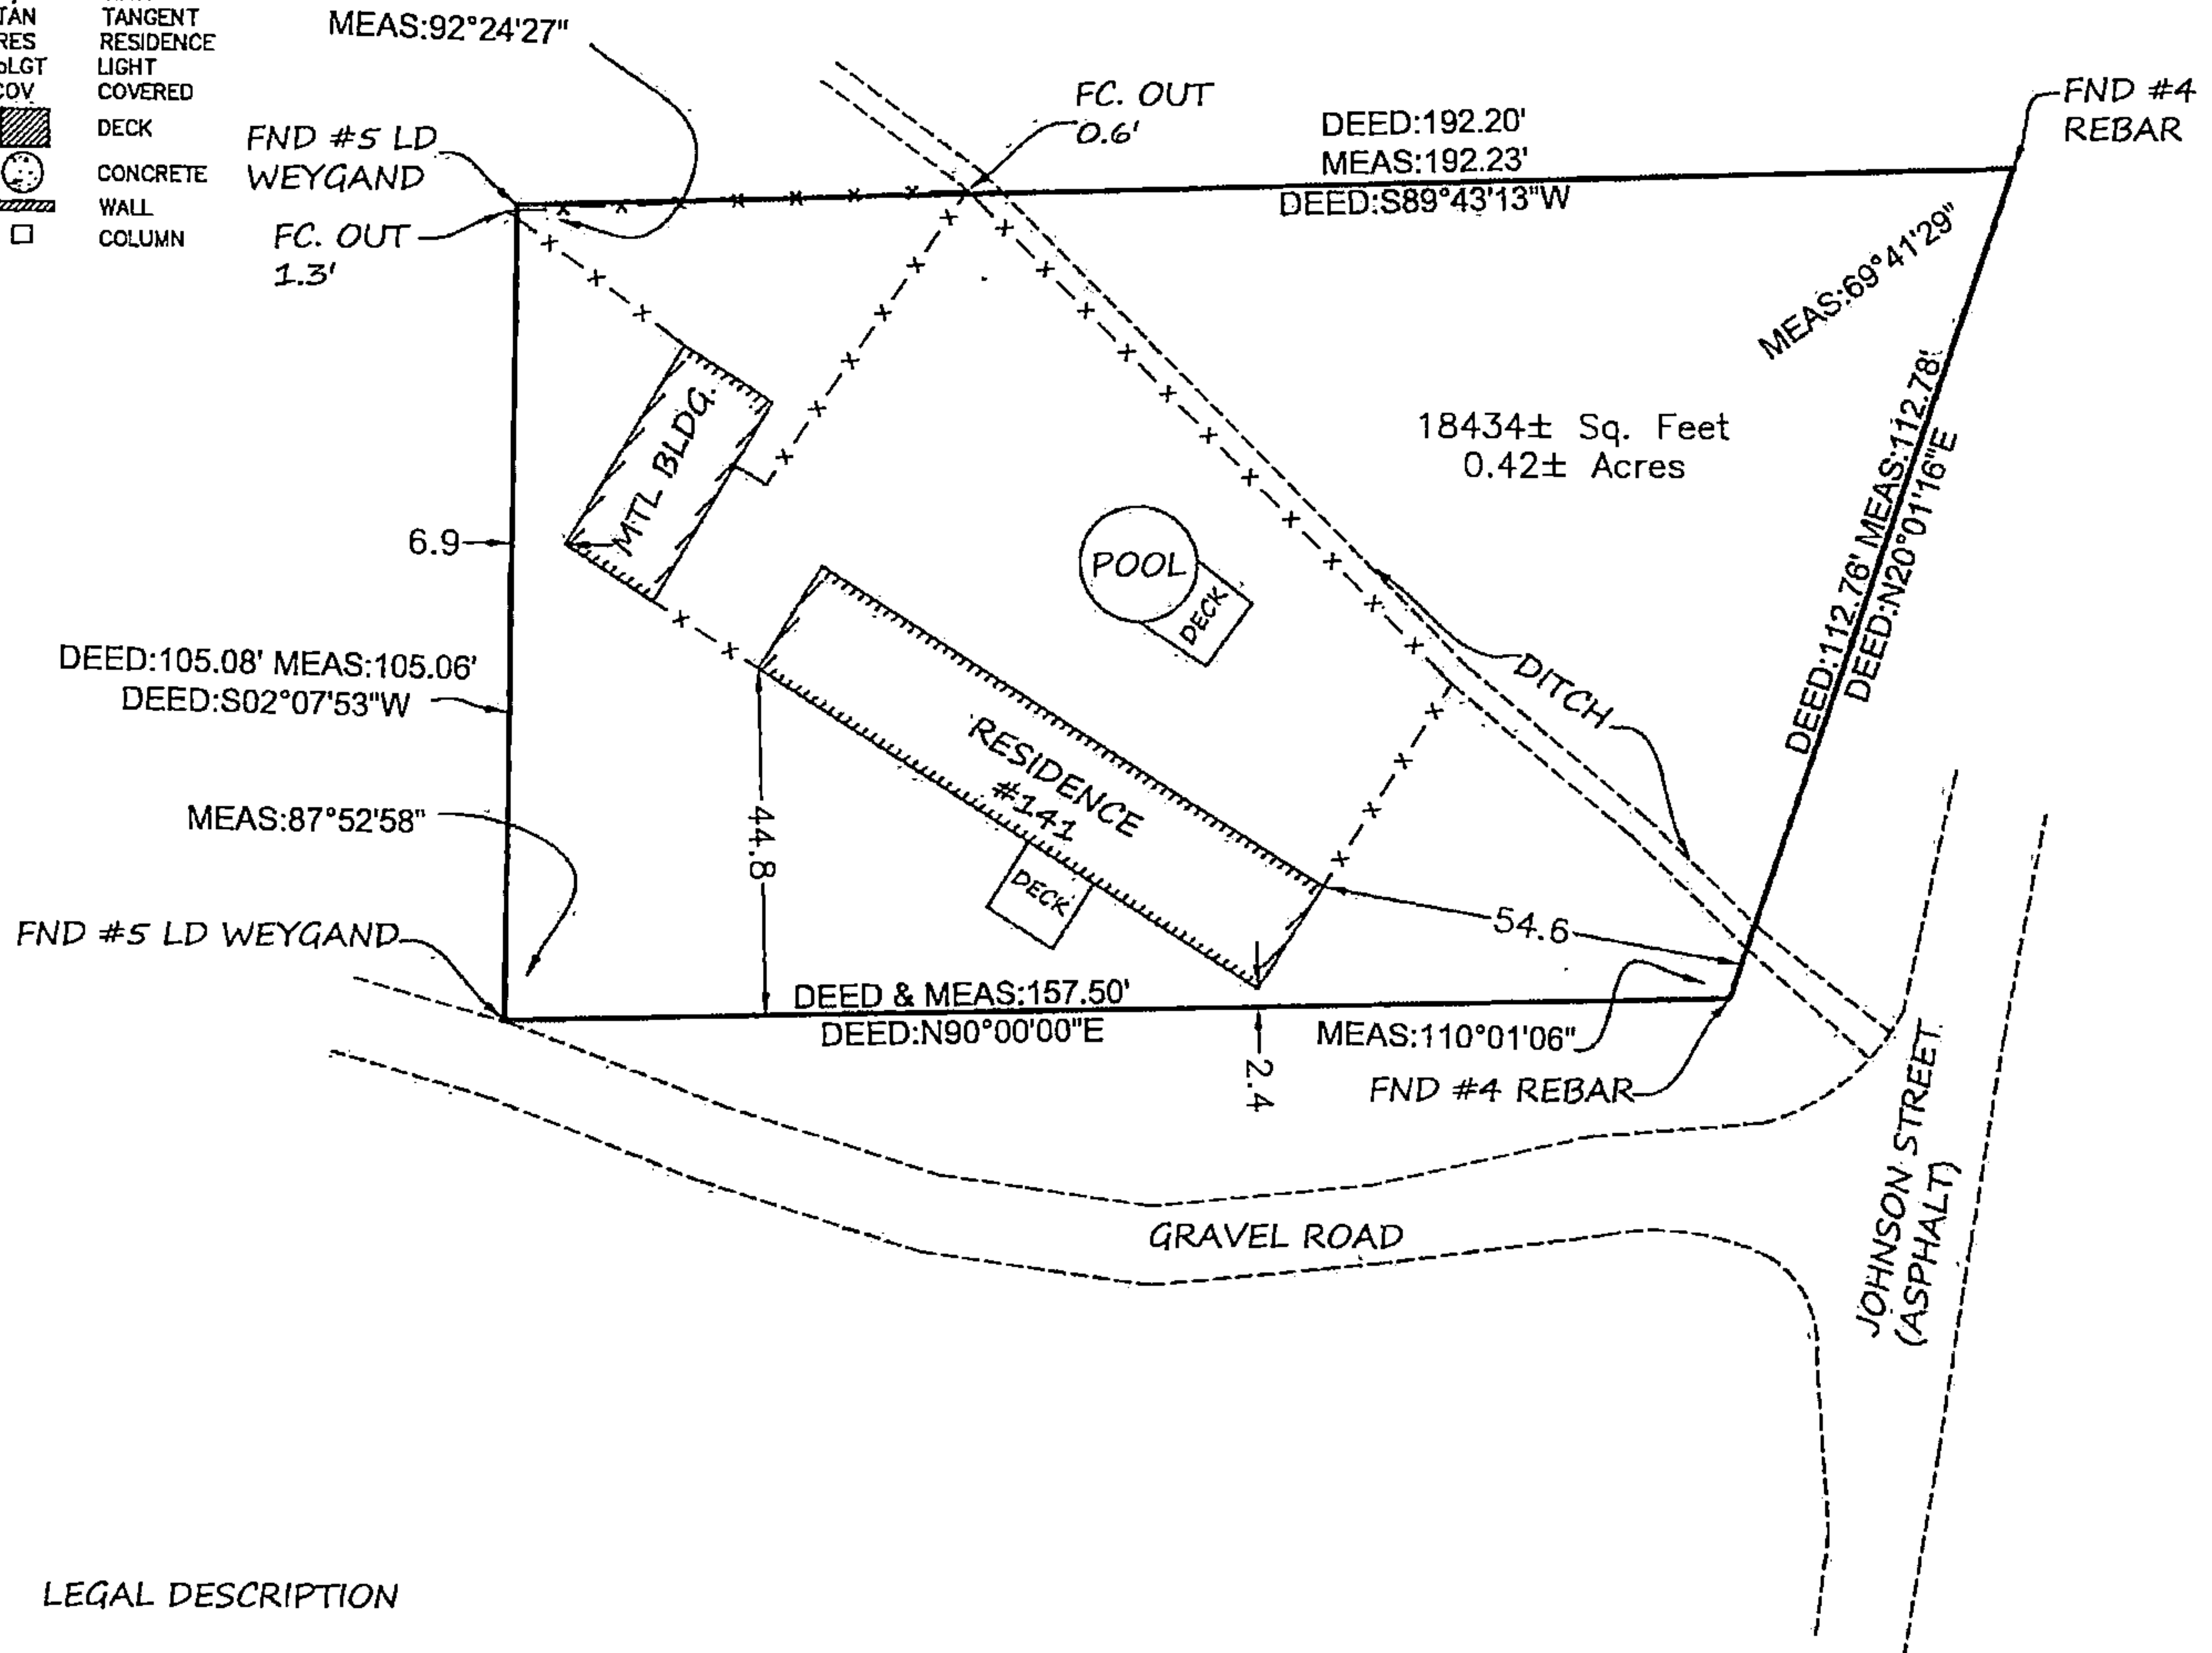 TAN TANGENT
RES RESIDENCE
LGT LIGHT
COV COVERED
DECK
CONCRETE
WALL
COLUMN
MEAS:92°24'27"
FND #5 LD
WEYGAND
FC. OUT
1.3'
FC. OUT
0.6'
DEED:192.20'
MEAS:192.23'
DEED:S89°43'13"W
FND #4
REBAR
MEAS:69°41'29"
18434± Sq. Feet
0.42± Acres
DEED:112.76' MEAS:112.78'
DEED:N20°01'16"E
MTL BLDG.
6.9
POOL
DECK
DITCH
DEED:105.08' MEAS:105.06'
DEED:S02°07'53"W
RESIDENCE
#141
DECK
44.8
MEAS:87°52'58"
54.6
FND #5 LD WEYGAND
DEED & MEAS:157.50'
DEED:N90°00'00"E
MEAS:110°01'06"
2.4
FND #4 REBAR
GRAVEL ROAD
JOHNSON STREET
(ASPHALT)
LEGAL DESCRIPTION